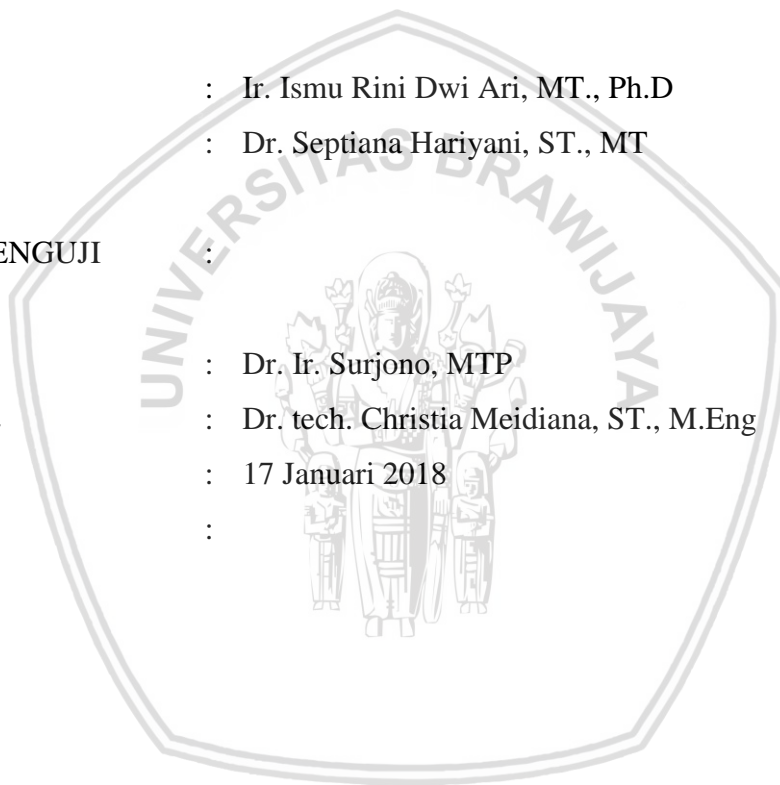 : Ir. Ismu Rini Dwi Ari, MT., Ph.D
: Dr. Septiana Hariyani, ST., MT
ENGUJI :
: Dr. Ir. Surjono, MTP
: Dr. tech. Christia Meidiana, ST., M.Eng
: 17 Januari 2018
:
UNIVERSITAS BRAWIJAYA